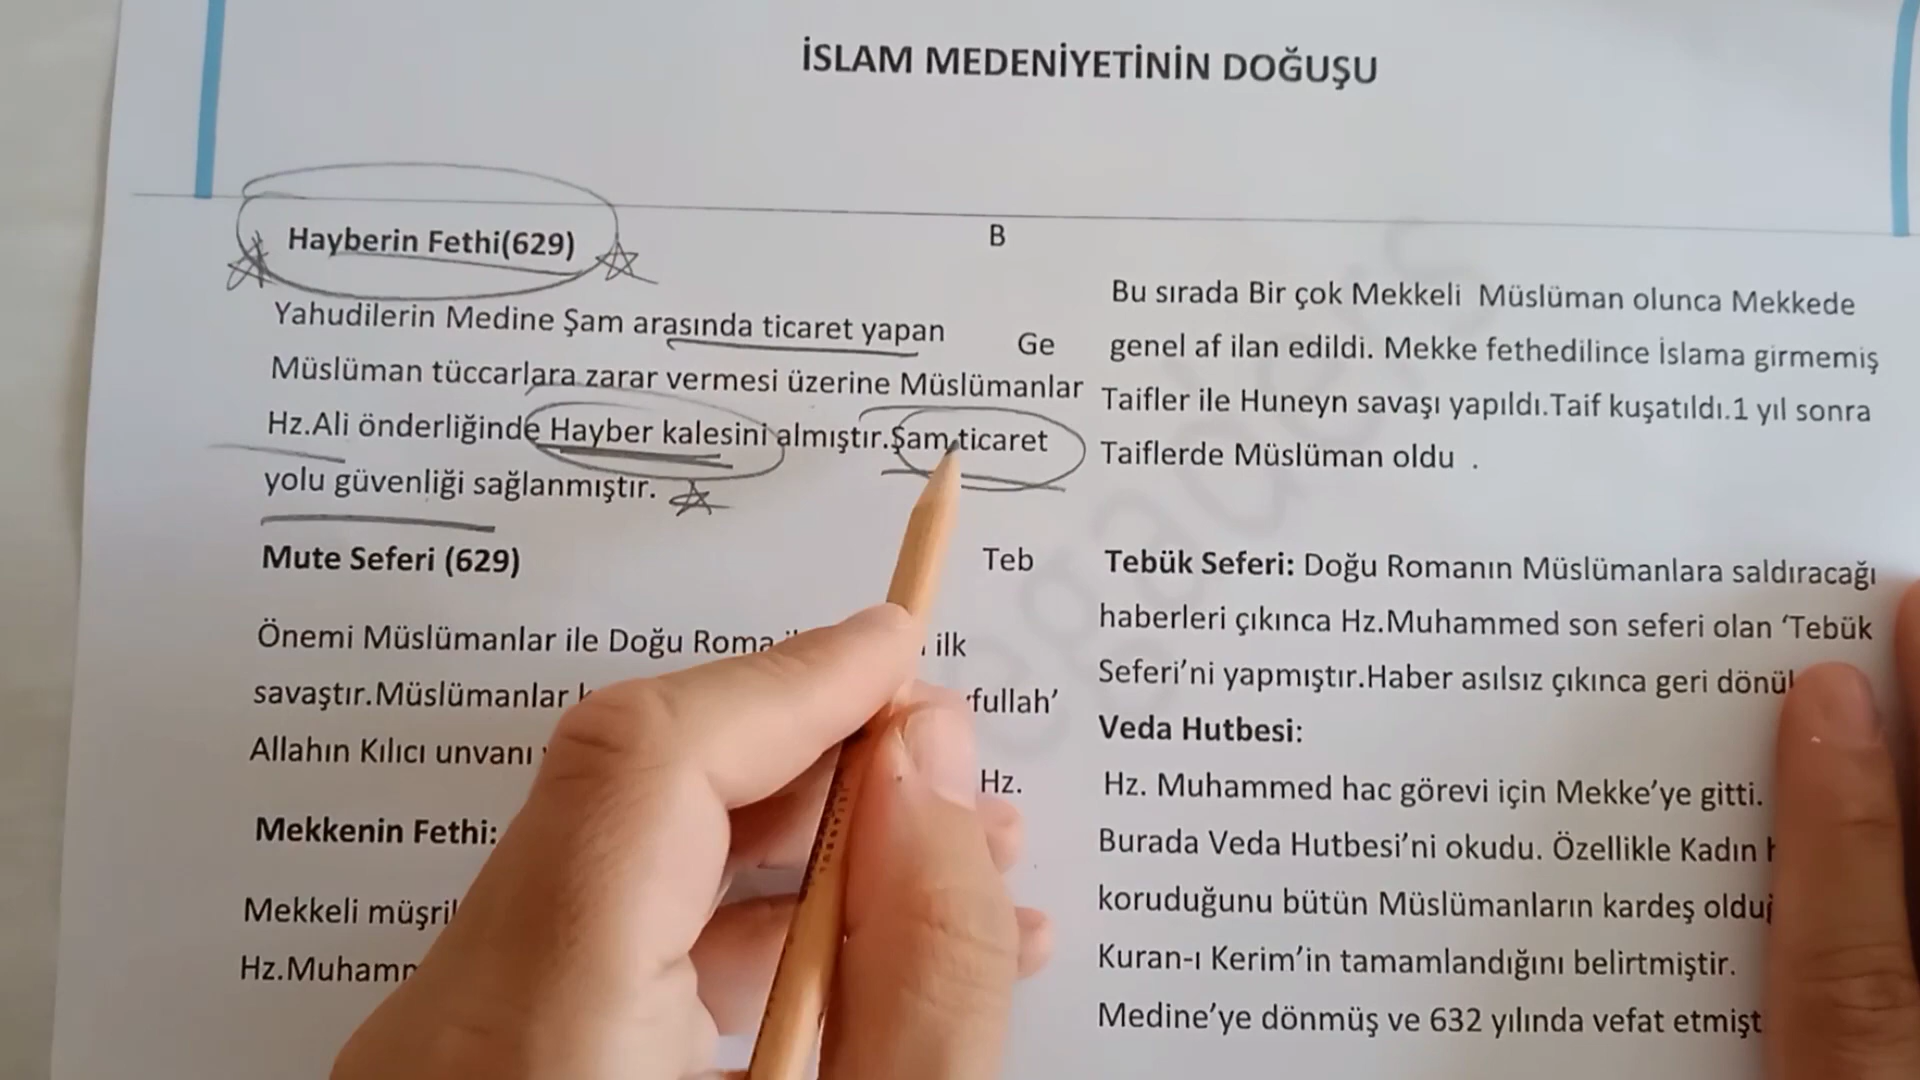 İSLAM MEDENİYETİNİN DOĞUŞU
Hayberin Fethi(629)
Yahudilerin Medine Şam arasında ticaret yapan
Müslüman tüccarlara zarar vermesi üzerine Müslümanlar
Hz.Ali önderliğinde Hayber kalesini almıştır.Şam ticaret
yolu güvenliği sağlanmıştır.
Mute Seferi (629)
Önemi Müslümanlar ile Doğu Roma ilk
savaştır.Müslümanlar fullah’
Allahın Kılıcı unvanı
Mekkenin Fethi:
Mekkeli
B
Ge
Teb
Hz.
Bu sırada Bir çok Mekkeli Müslüman olunca Mekkede
genel af ilan edildi. Mekke fethedilince İslama girmemiş
Taifler ile Huneyn savaşı yapıldı.Taif kuşatıldı.1 yıl sonra
Taiflerde Müslüman oldu .
Tebük Seferi: Doğu Romanın Müslümanlara saldıracağı
haberleri çıkınca Hz.Muhammed son seferi olan ‘Tebük
Seferi’ni yapmıştır.Haber asılsız çıkınca geri
Veda Hutbesi:
Hz. Muhammed hac görevi için Mekke’ye gitti.
Burada Veda Hutbesi’ni okudu. Özellikle Kadın
koruduğunu bütün Müslümanların kardeş
Kuran-ı Kerim’in tamamlandığını belirtmiştir.
Medine’ye dönmüş ve 632 yılında vefat